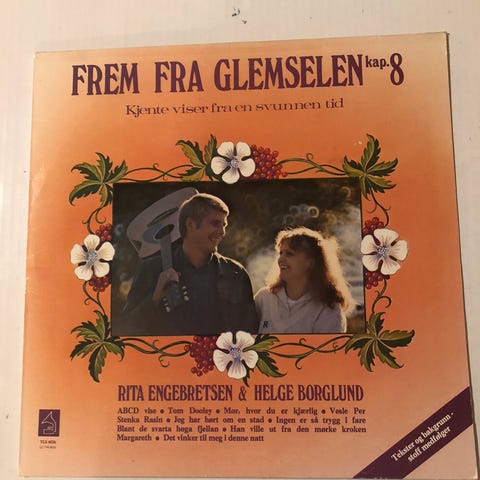 FREM FRA GLEMSELEN kap. 8
Kjente viser fra en svunnen tid
R
RITA ENGEBRETSEN & HELGE BORGLUND
ABCD vise • Tom Dooley • Mor, hvor du er kjærlig • Vesle Per
Stenka Rasin • Jeg har hørt om en stad • Ingen er så trygg i fare
Blant de svarta høga fjellan • Han ville ut fra den mørke kroken
Margareth • Det vinker til meg i denne natt
Tekster og bakgrunn-
stoff medfølger